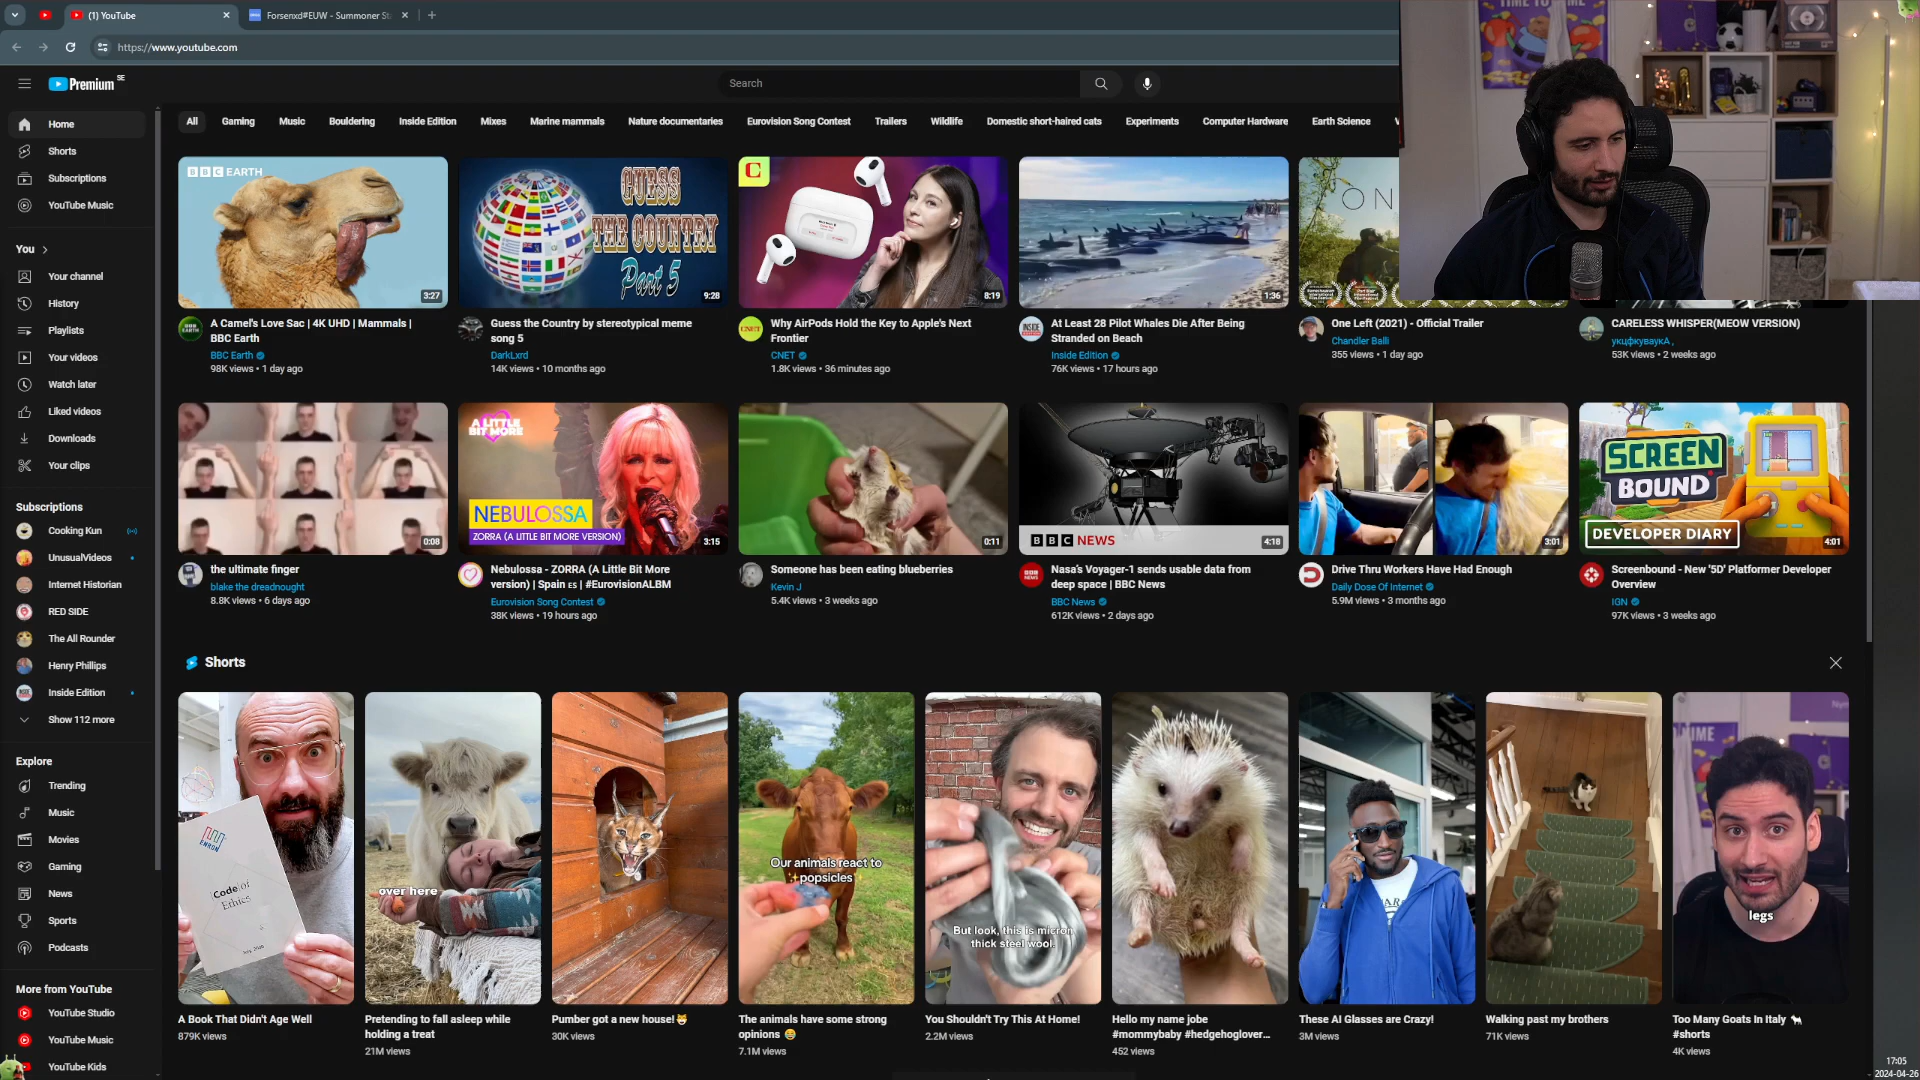 (1) YouTube
Forsenxd#EUW - Summoner St
https://www.youtube.com
Premium SE
Search
Home
Shorts
Subscriptions
YouTube Music
You
Your channel
History
Playlists
Your videos
Watch later
Liked videos
Downloads
Your clips
Subscriptions
Cooking Kun
UnusualVideos
Internet Historian
RED SIDE
The All Rounder
Henry Phillips
Inside Edition
Show 112 more
Explore
Trending
Music
Movies
Gaming
News
Sports
Podcasts
More from YouTube
YouTube Studio
YouTube Music
YouTube Kids
All Gaming Music Bouldering Inside Edition Mixes Marine mammals Nature documentaries Eurovision Song Contest Trailers Wildlife Domestic short-haired cats Experiments Computer Hardware Earth Science
BBC EARTH
3:27
GUESS
THE COUNTRY
Part 5
9:28
C
8:19
1:36
ON
A Camel's Love Sac | 4K UHD | Mammals |
BBC Earth
BBC Earth
98K views • 1 day ago
Guess the Country by stereotypical meme
song 5
DarkLxrd
14K views • 10 months ago
CNET
Why AirPods Hold the Key to Apple's Next
Frontier
CNET
1.8K views • 36 minutes ago
At Least 28 Pilot Whales Die After Being
Stranded on Beach
Inside Edition
76K views • 17 hours ago
One Left (2021) - Official Trailer
Chandler Balli
355 views • 1 day ago
CARELESS WHISPER(MEOW VERSION)
укцфкуваукА ,
53K views • 2 weeks ago
0:08
A LITTLE
BIT MORE
NEBULOSSA
ZORRA (A LITTLE BIT MORE VERSION)
3:15
0:11
BBC NEWS
4:18
3:01
SCREEN
BOUND
DEVELOPER DIARY
4:01
the ultimate finger
blake the dreadnought
8.8K views • 6 days ago
Nebulossa - ZORRA (A Little Bit More
version) | Spain ES | #EurovisionALBM
Eurovision Song Contest
38K views • 19 hours ago
Someone has been eating blueberries
Kevin J
5.4K views • 3 weeks ago
Nasa's Voyager-1 sends usable data from
deep space | BBC News
BBC News
612K views • 2 days ago
Drive Thru Workers Have Had Enough
Daily Dose Of Internet
5.9M views • 3 months ago
Screenbound - New '5D' Platformer Developer
Overview
IGN
97K views • 3 weeks ago
Shorts
ENRON
Code of
Ethics
July, 2000
over here
Our animals react to
✨popsicles✨
But look, this is micron
thick steel wool.
legs
A Book That Didn't Age Well
879K views
Pretending to fall asleep while
holding a treat
21M views
Pumber got a new house!😺
30K views
The animals have some strong
opinions 😂
7.1M views
You Shouldn't Try This At Home!
2.2M views
Hello my name jobe
#mommybaby #hedgehoglover...
452 views
These AI Glasses are Crazy!
3M views
Walking past my brothers
71K views
Too Many Goats In Italy 🐐
#shorts
4K views
17:05
2024-04-26